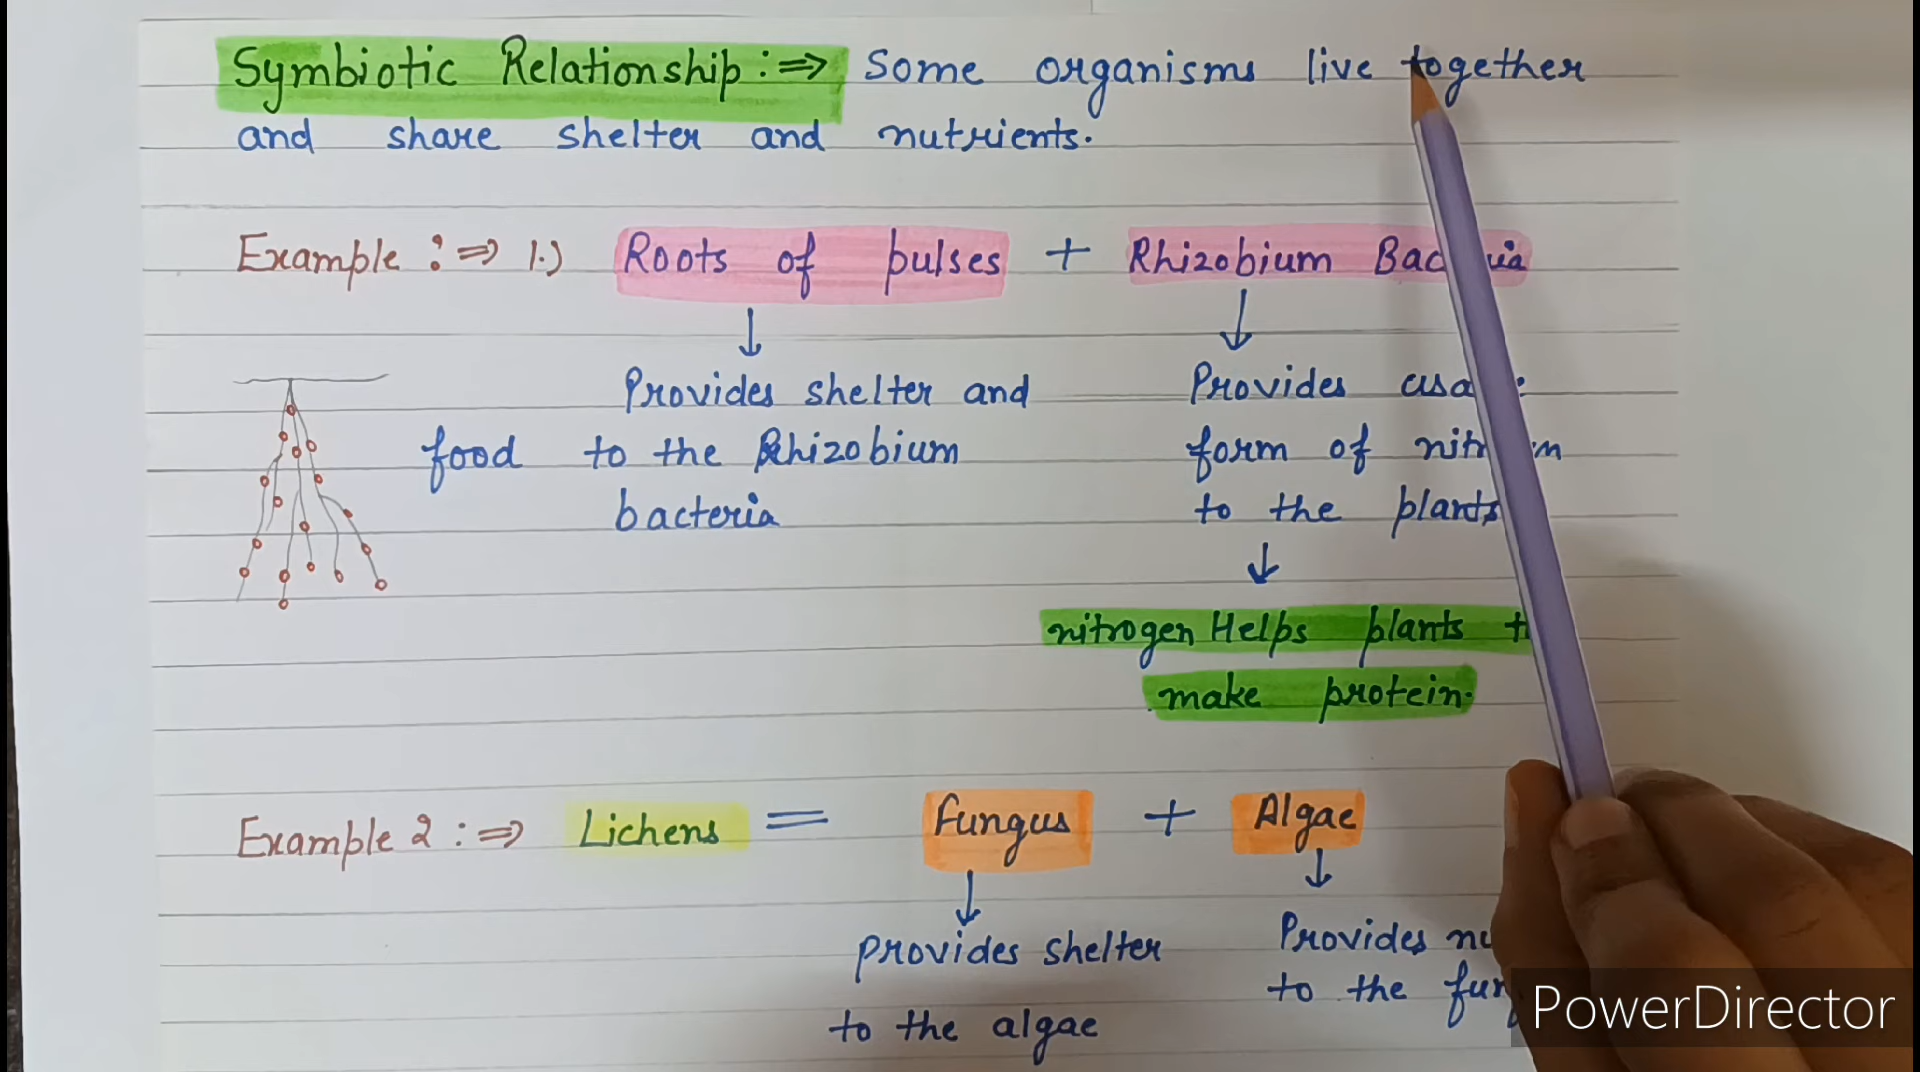 Symbiotic Relationship :⇒ Some organisms live together
and share shelter and nutrients.
Example :⇒ 1.) Roots of pulses + Rhizobium
↓ ↓
Provides shelter and
food to the Rhizobium
bacteria
Provides
form of
to the plants
↓
nitrogen Helps plants
make protein.
Example 2 :⇒ Lichens = Fungus + Algae
↓ ↓
Provides shelter
to the algae
Provides
to the
PowerDirector